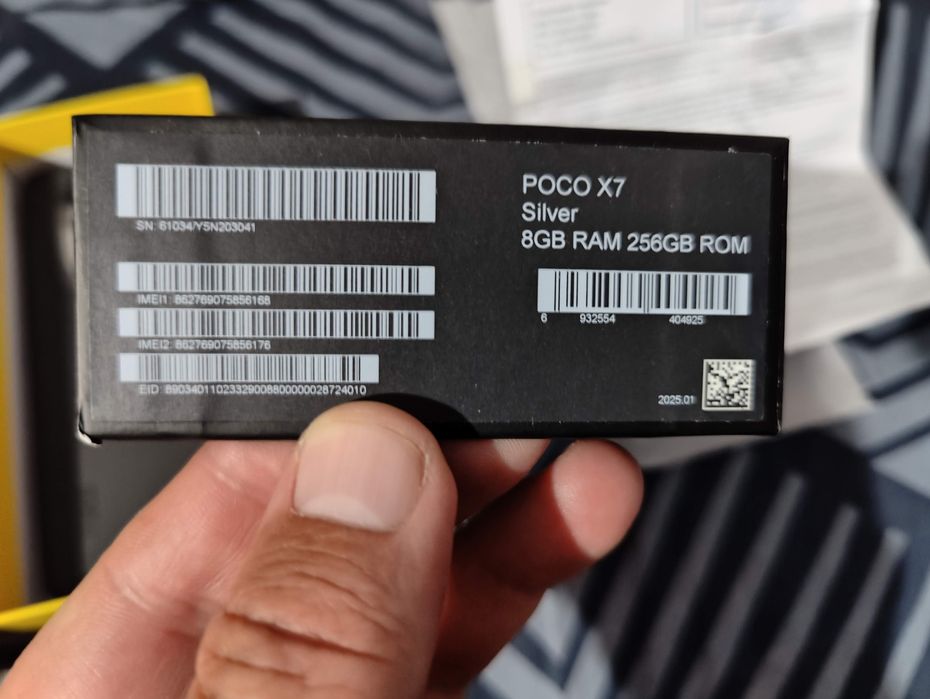 SN: 61034/Y5N203041
IMEI1: 862769075856168
IMEI2: 862769075856176
EID: 89034011023329008800000028724010
POCO X7
Silver
8GB RAM 256GB ROM
6 932554 404925
2025.01